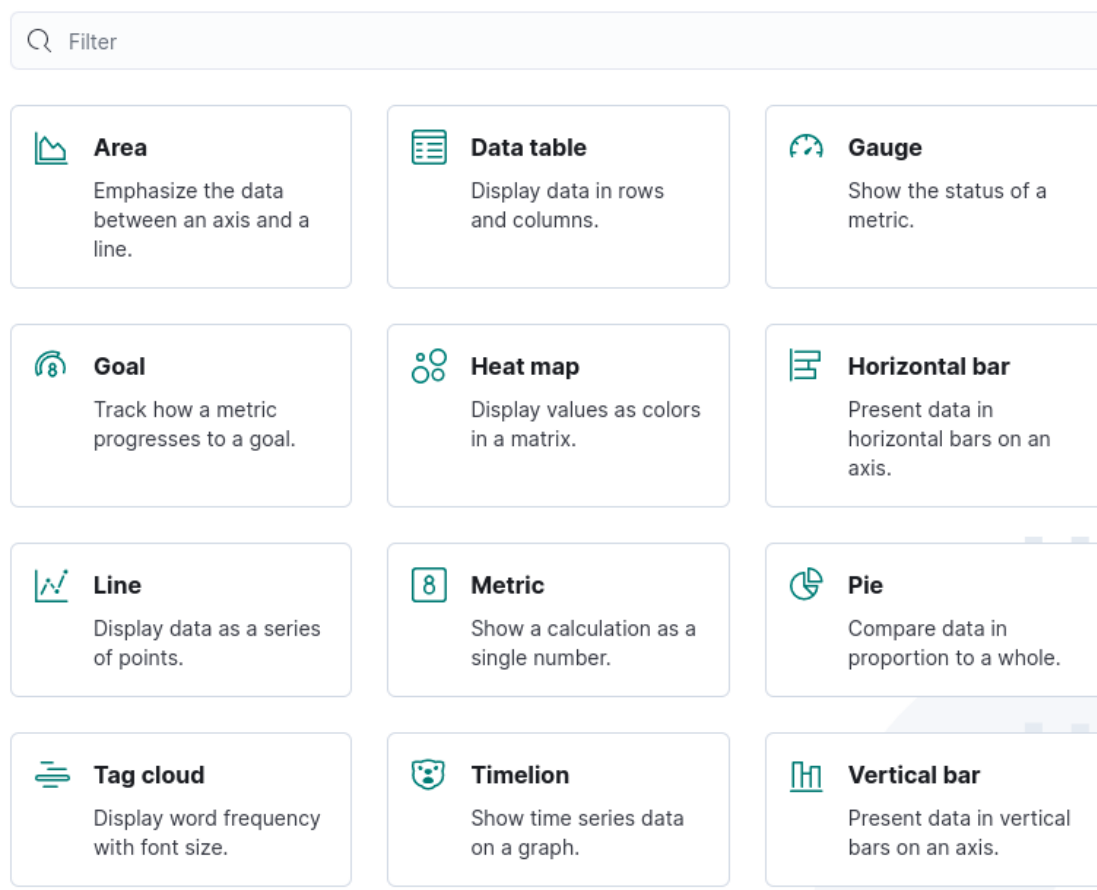 Filter
Area
Emphasize the data
between an axis and a
line.
Data table
Display data in rows
and columns.
Gauge
Show the status of a
metric.
Goal
Track how a metric
progresses to a goal.
Heat map
Display values as colors
in a matrix.
Horizontal bar
Present data in
horizontal bars on an
axis.
Line
Display data as a series
of points.
8
Metric
Show a calculation as a
single number.
Pie
Compare data in
proportion to a whole.
Tag cloud
Display word frequency
with font size.
Timelion
Show time series data
on a graph.
Vertical bar
Present data in vertical
bars on an axis.